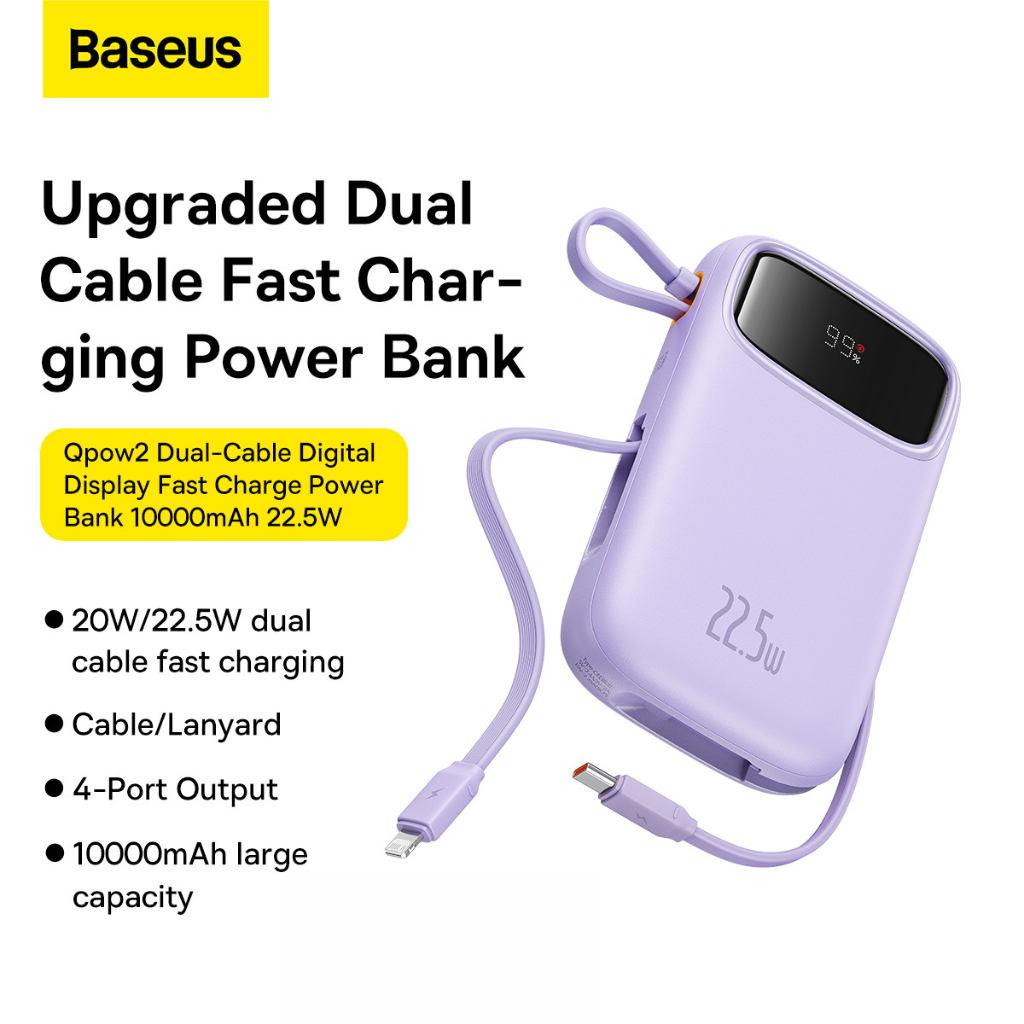 Baseus
Upgraded Dual
Cable Fast Char-
ging Power Bank
Qpow2 Dual-Cable Digital
Display Fast Charge Power
Bank 10000mAh 22.5W
● 20W/22.5W dual
cable fast charging
● Cable/Lanyard
● 4-Port Output
● 10000mAh large
capacity
99%
22.5W